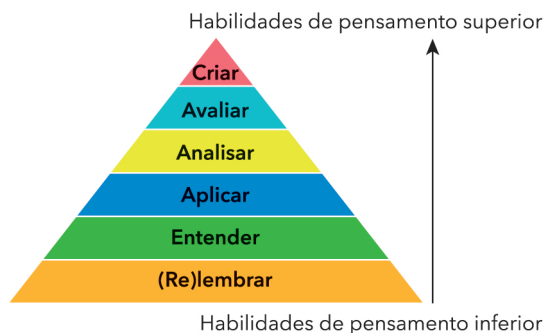 Habilidades de pensamento superior
Criar
Avaliar
Analisar
Aplicar
Entender
(Re)lembrar
Habilidades de pensamento inferior